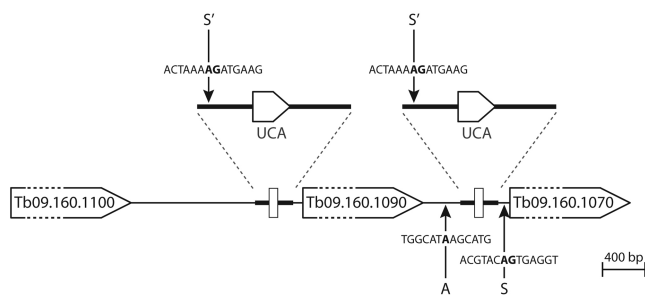 S′ S′
ACTAAAAGATGAAG ACTAAAAGATGAAG
UCA UCA
Tb09.160.1100 Tb09.160.1090 Tb09.160.1070
TGGCATAAGCATG
ACGTACAGTGAGGT
400 bp
A S